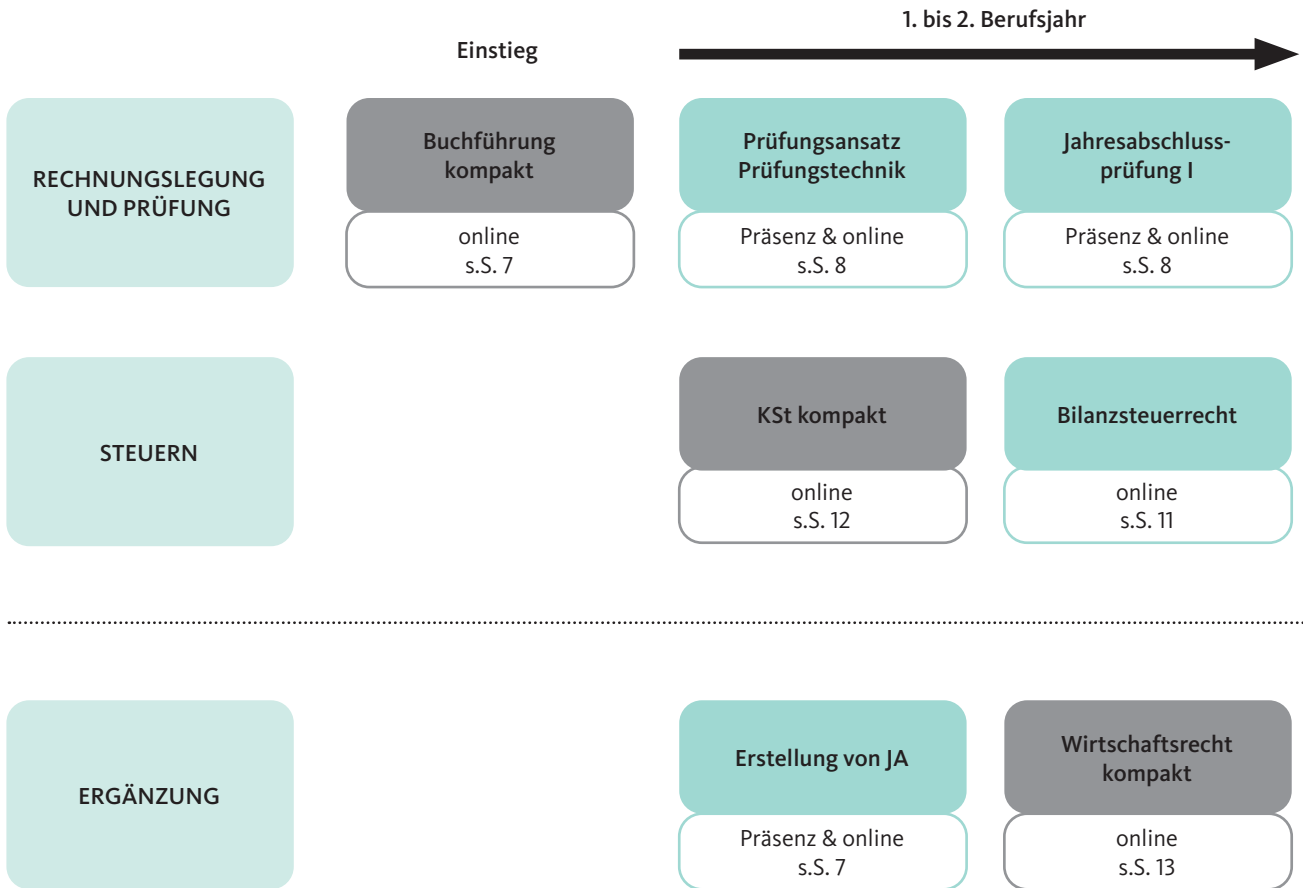 1. bis 2. Berufsjahr
Einstieg
RECHNUNGSLEGUNG
UND PRÜFUNG
Buchführung
kompakt
online
s.S. 7
Prüfungsansatz
Prüfungstechnik
Präsenz & online
s.S. 8
Jahresabschluss-
prüfung I
Präsenz & online
s.S. 8
STEUERN
KSt kompakt
online
s.S. 12
Bilanzsteuerrecht
online
s.S. 11
ERGÄNZUNG
Erstellung von JA
Präsenz & online
s.S. 7
Wirtschaftsrecht
kompakt
online
s.S. 13